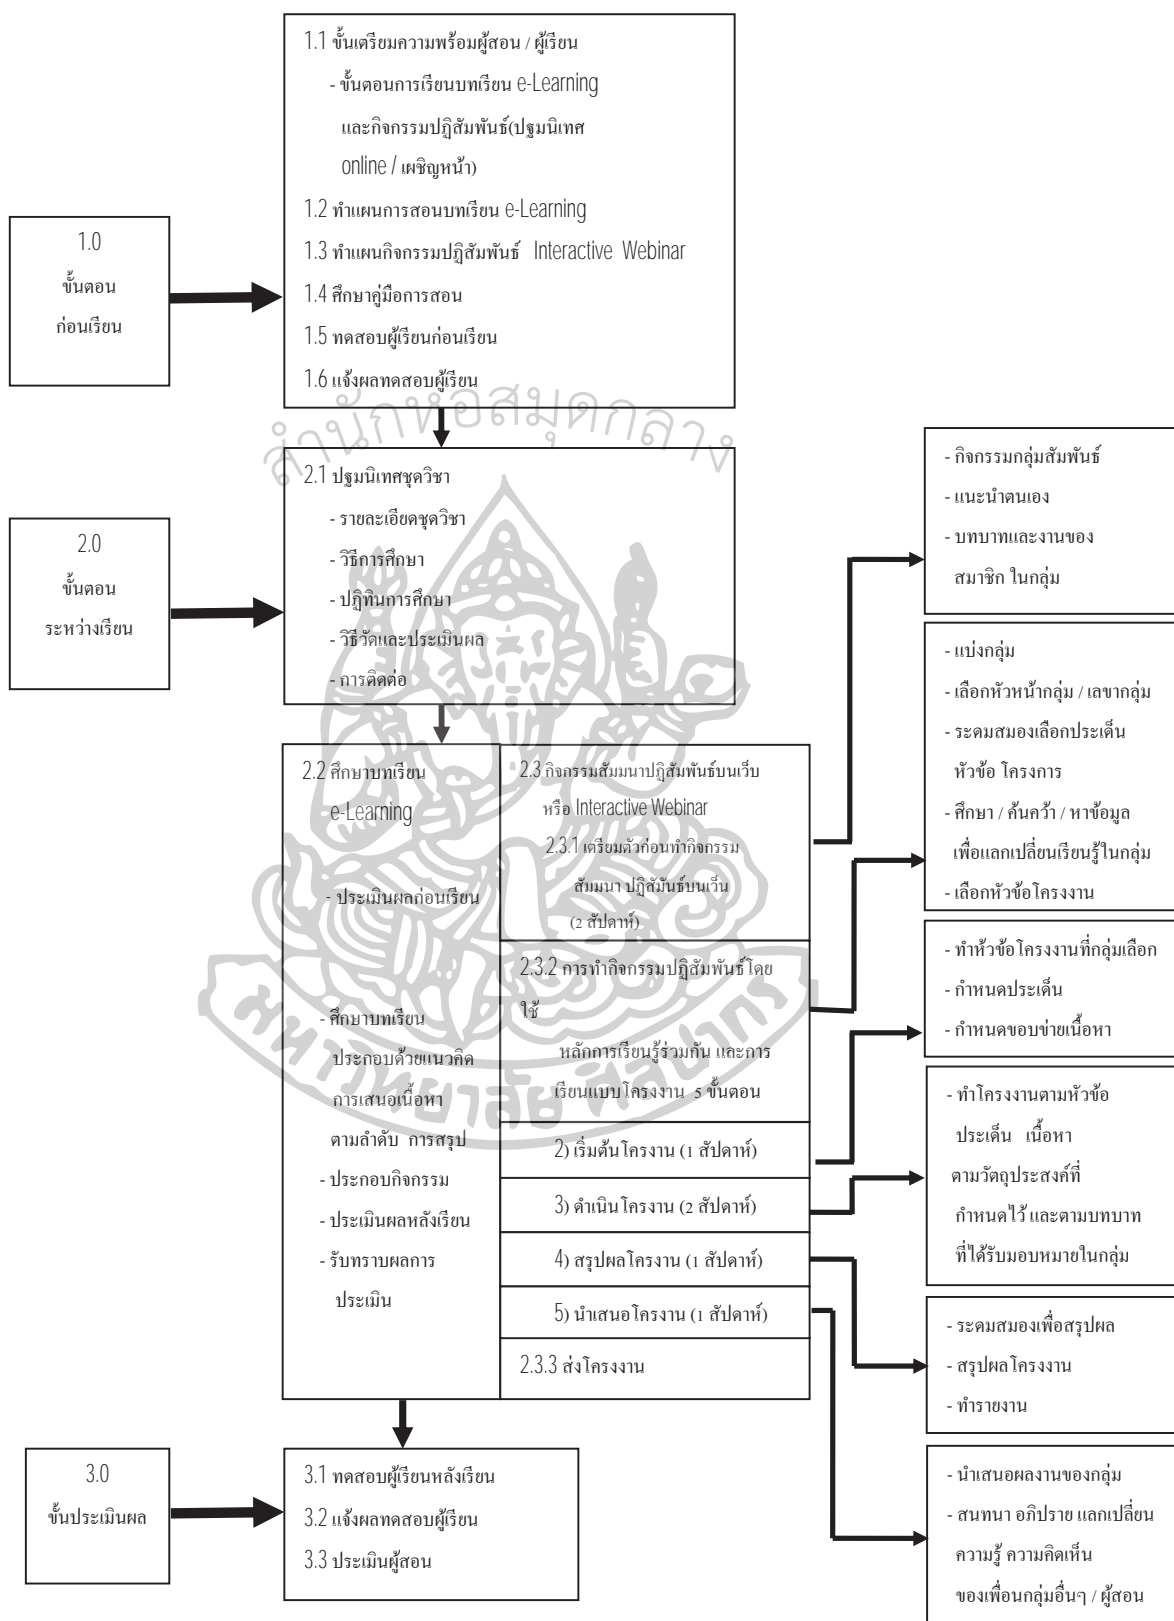 1.1 ขั้นเตรียมความพร้อมผู้สอน / ผู้เรียน
- ขั้นตอนการเรียนบทเรียน e-Learning
และกิจกรรมปฏิสัมพันธ์(ปฐมนิเทศ
online / เผชิญหน้า)
1.2 ทำแผนการสอนบทเรียน e-Learning
1.3 ทำแผนกิจกรรมปฏิสัมพันธ์ Interactive Webinar
1.4 ศึกษาคู่มือการสอน
1.5 ทดสอบผู้เรียนก่อนเรียน
1.6 แจ้งผลทดสอบผู้เรียน
1.0
ขั้นตอน
ก่อนเรียน
สำนักหอสมุดกลาง
2.1 ปฐมนิเทศชุดวิชา
- รายละเอียดชุดวิชา
- วิธีการศึกษา
- ปฏิทินการศึกษา
- วิธีวัดและประเมินผล
- การติดต่อ
2.0
ขั้นตอน
ระหว่างเรียน
2.2 ศึกษาบทเรียน
e-Learning
- ประเมินผลก่อนเรียน
- ศึกษาบทเรียน
ประกอบด้วยแนวคิด
การเสนอเนื้อหา
ตามลำดับ การสรุป
- ประกอบกิจกรรม
- ประเมินผลหลังเรียน
- รับทราบผลการ
ประเมิน
2.3 กิจกรรมสัมมนาปฏิสัมพันธ์บนเว็บ
หรือ Interactive Webinar
2.3.1 เตรียมตัวก่อนทำกิจกรรม
สัมมนา ปฏิสัมันธ์บนเว็น
(2 สัปดาห์)
2.3.2 การทำกิจกรรมปฏิสัมพันธ์โดย
ใช้
หลักการเรียนรู้ร่วมกัน และการ
เรียนแบบโครงงาน 5 ขั้นตอน
2) เริ่มต้นโครงาน (1 สัปดาห์)
3) ดำเนินโครงาน (2 สัปดาห์)
4) สรุปผลโครงาน (1 สัปดาห์)
5) นำเสนอโครงาน (1 สัปดาห์)
2.3.3 ส่งโครงงาน
มหาวิทยาลัยศิลปากร
- กิจกรรมกลุ่มสัมพันธ์
- แนะนำตนเอง
- บทบาทและงานของ
สมาชิก ในกลุ่ม
- แบ่งกลุ่ม
- เลือกหัวหน้ากลุ่ม / เลขากลุ่ม
- ระดมสมองเลือกประเด็น
หัวข้อ โครงการ
- ศึกษา / ค้นคว้า / หาข้อมูล
เพื่อแลกเปลี่ยนเรียนรู้ในกลุ่ม
- เลือกหัวข้อโครงงาน
- ทำหัวข้อโครงงานที่กลุ่มเลือก
- กำหนดประเด็น
- กำหนดขอบข่ายเนื้อหา
- ทำโครงงานตามหัวข้อ
ประเด็น เนื้อหา
ตามวัตถุประสงค์ที่
กำหนดไว้ และตามบทบาท
ที่ได้รับมอบหมายในกลุ่ม
- ระดมสมองเพื่อสรุปผล
- สรุปผลโครงงาน
- ทำรายงาน
- นำเสนอผลงานของกลุ่ม
- สนทนา อภิปราย แลกเปลี่ยน
ความรู้ ความคิดเห็น
ของเพื่อนกลุ่มอื่นๆ / ผู้สอน
3.0
ขั้นประเมินผล
3.1 ทดสอบผู้เรียนหลังเรียน
3.2 แจ้งผลทดสอบผู้เรียน
3.3 ประเมินผู้สอน